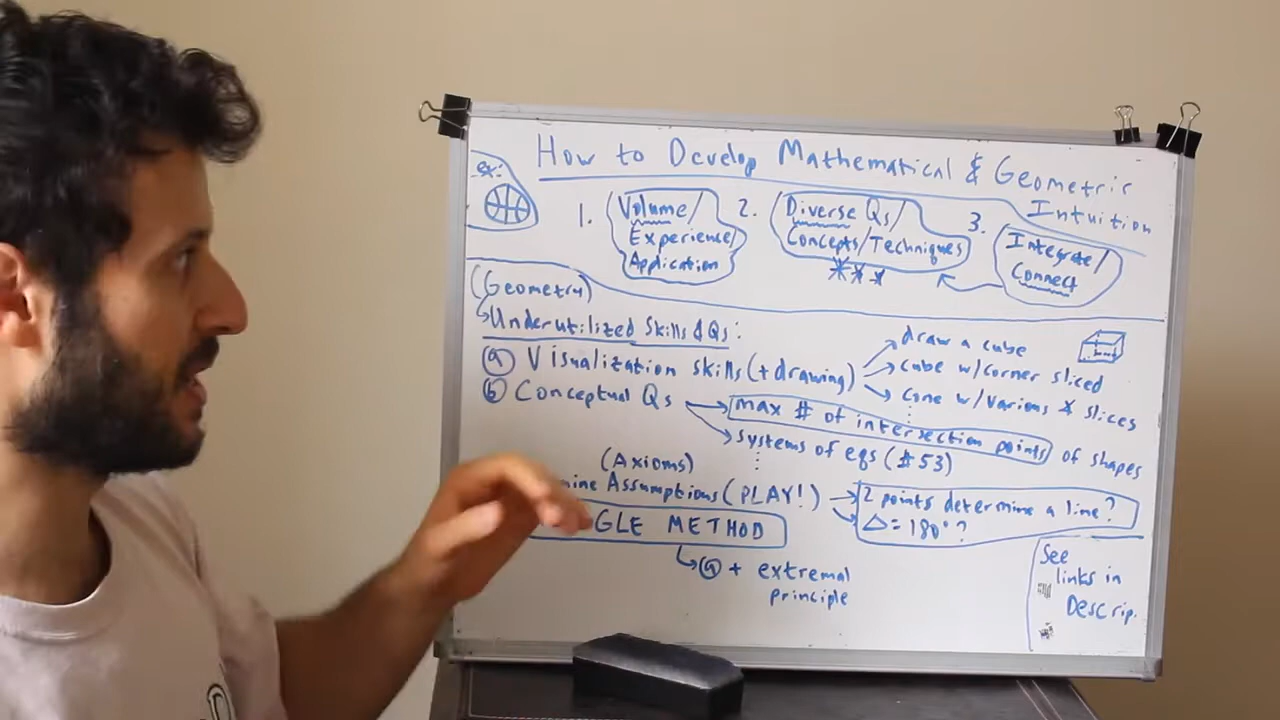 How to Develop Mathematical & Geometric
Intuition
ex:
1. Volume/
Experience/
Application
2. Diverse Qs/
Concepts/Techniques
***
3. Integrate/
Connect
(Geometry)
Underutilized Skills & Qs:
(a) Visualization skills (+drawing)
draw a cube
cube w/corner sliced
cone w/various ∡ slices
(b) Conceptual Qs
max # of intersection points of shapes
systems of eqs (#53)
(Axioms)
Assumptions (PLAY!)
2 points determine a line?
△=180°?
METHOD
(a) + extremal
principle
See
links in
Descrip.